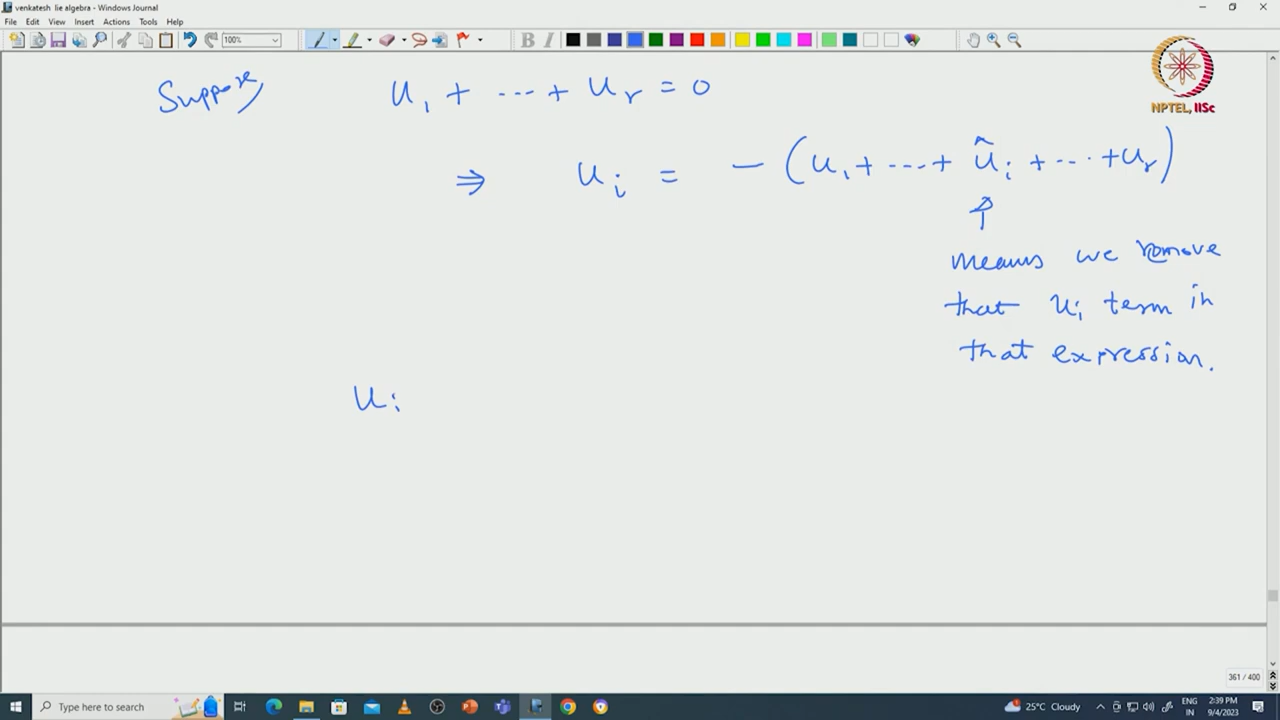 venkatesh lie algebra - Windows Journal
File Edit View Insert Actions Tools Help
100% B I
NPTEL, IISc
Suppose u₁ + ... + uᵣ = 0
⇒ uᵢ = - (u₁ + ... + ûᵢ + ... + uᵣ)
↑
means we remove
that uᵢ term in
that expression.
uᵢ
361 / 400
Type here to search
25°C Cloudy
ENG
IN
2:39 PM
9/4/2023